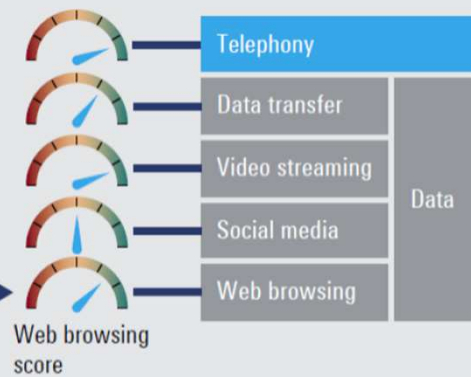 Telephony
Data transfer
Video streaming
Social media
Web browsing
Data
Web browsing
score